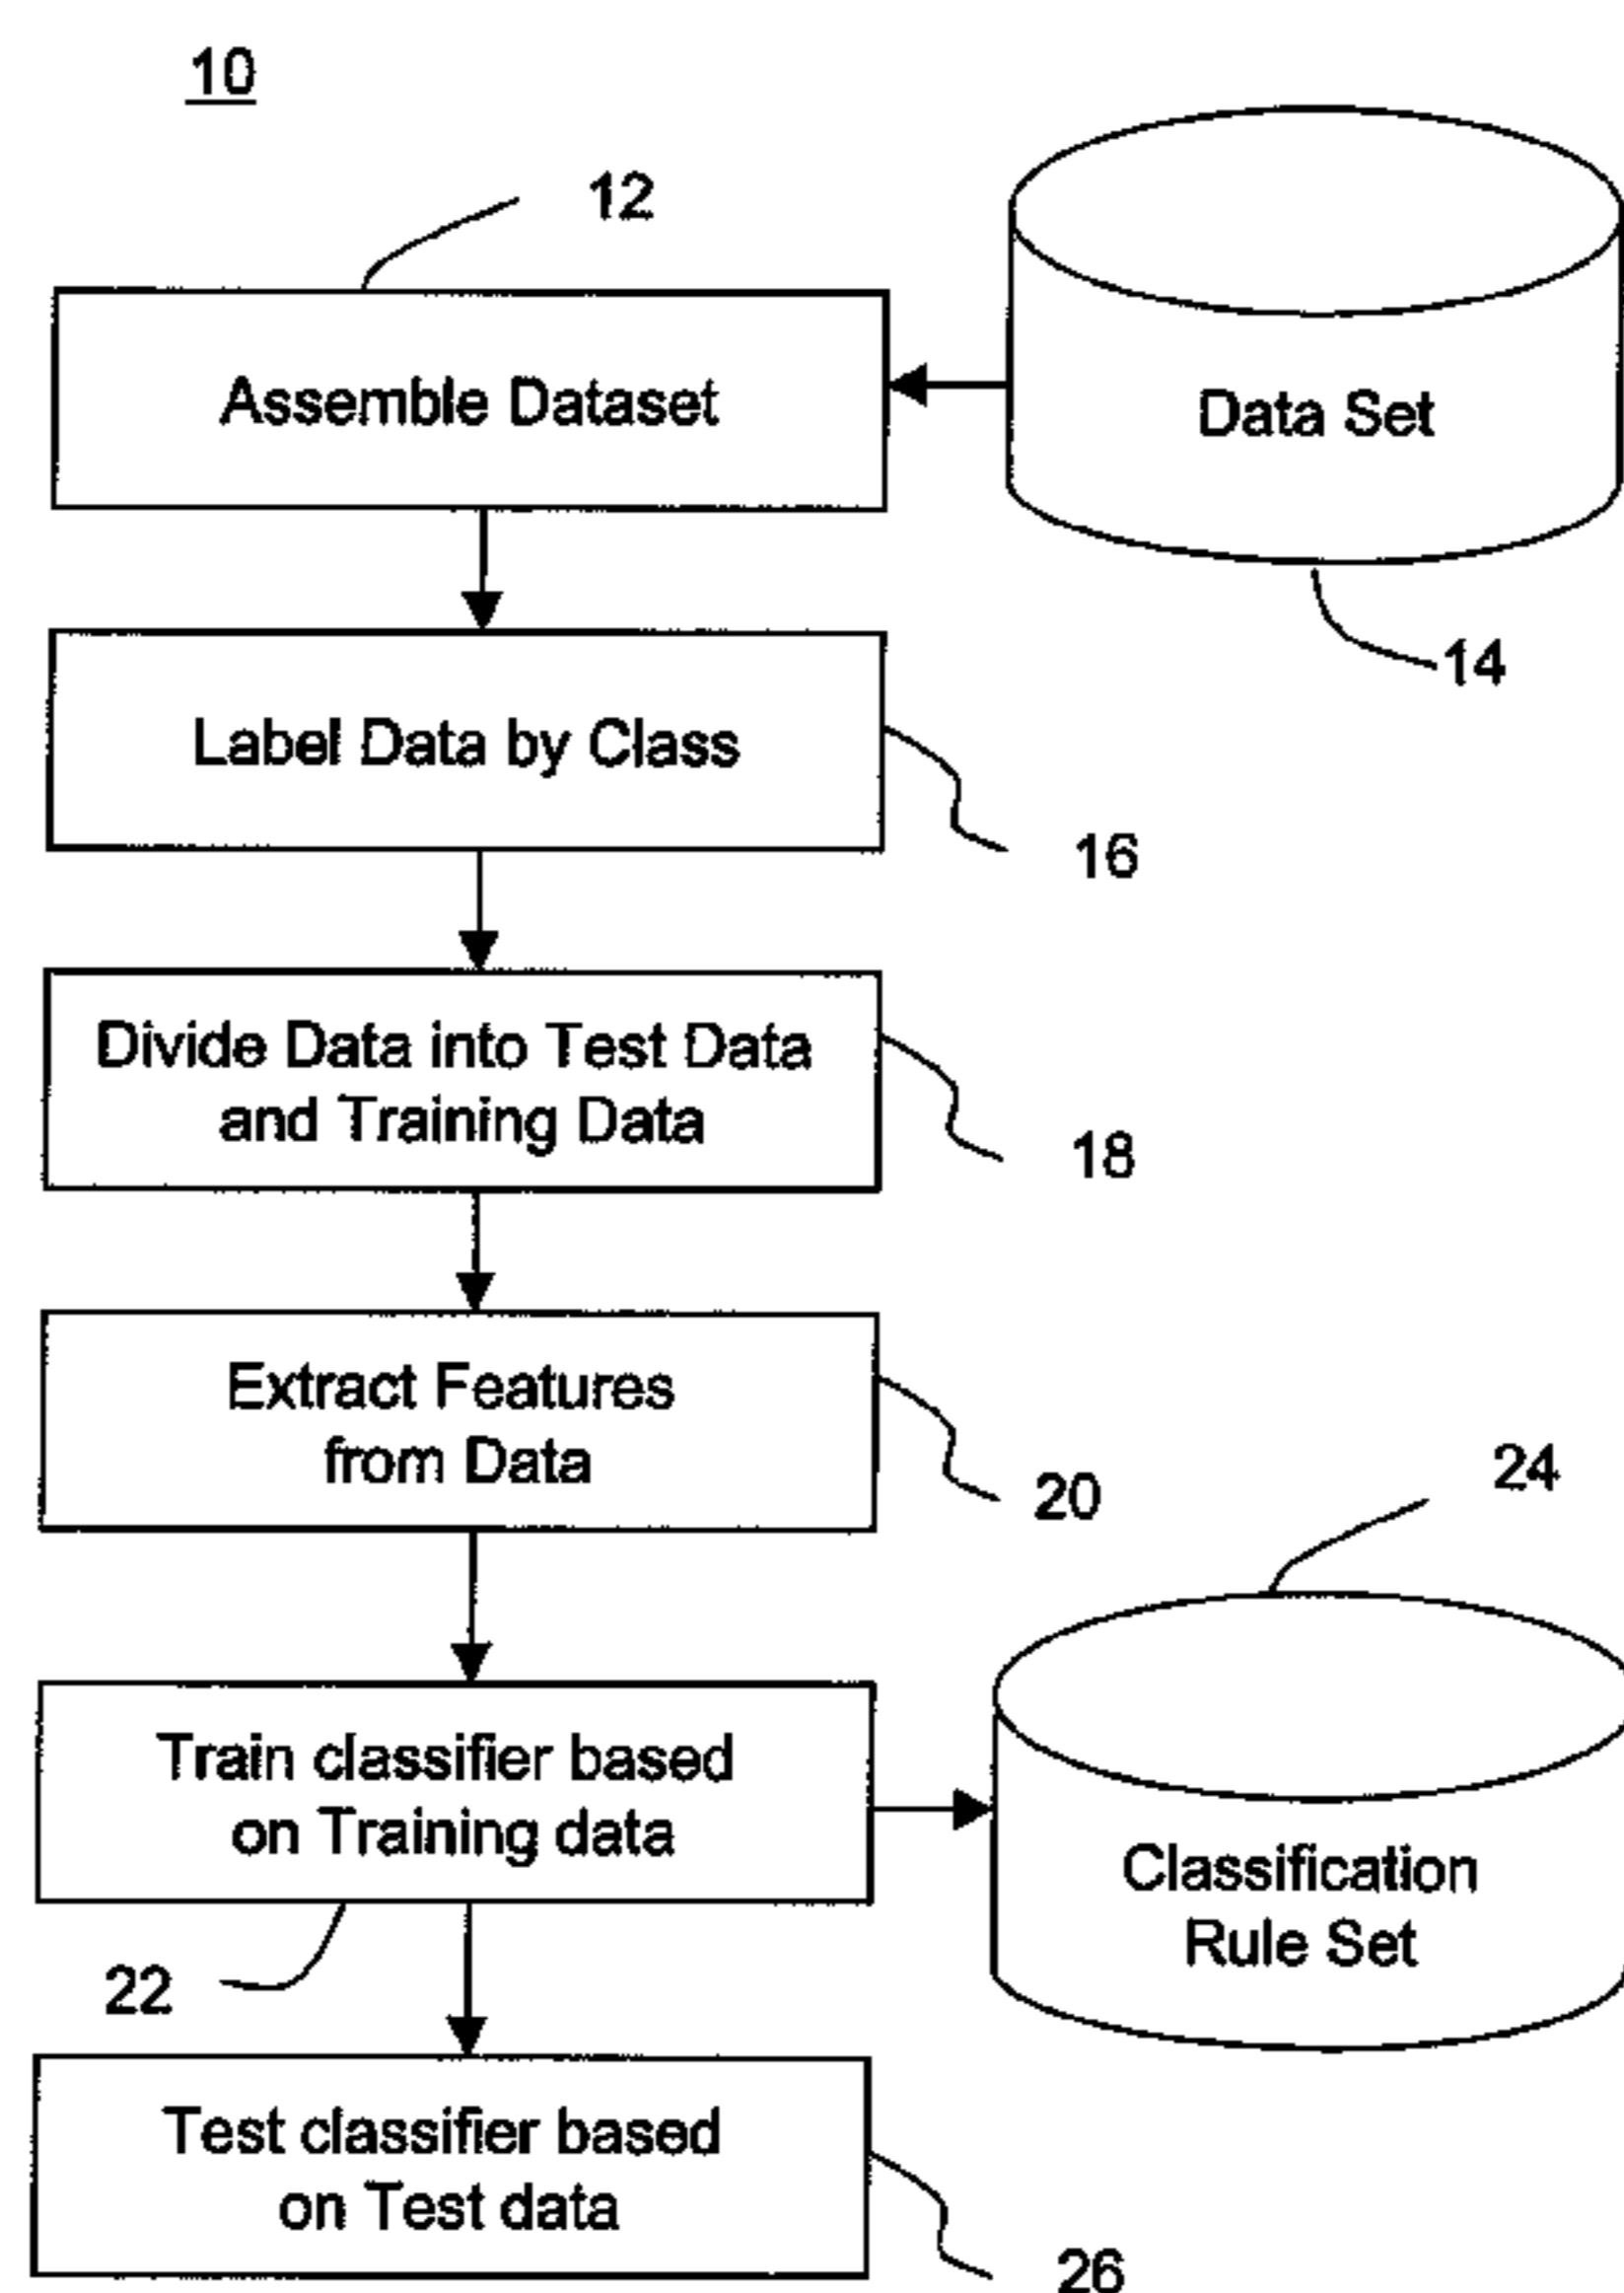 10
12
Assemble Dataset
Data Set
14
Label Data by Class
16
Divide Data into Test Data
and Training Data
18
Extract Features
from Data
20
24
Train classifier based
on Training data
Classification
Rule Set
22
Test classifier based
on Test data
26